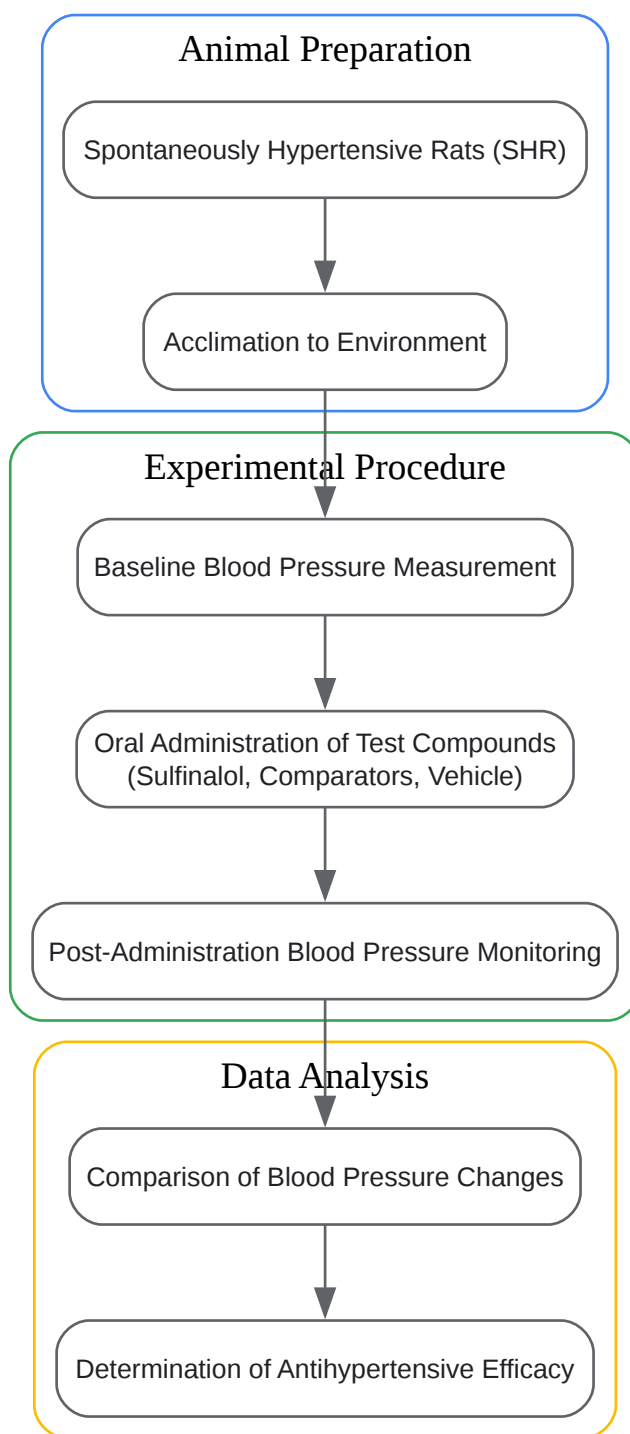 Animal Preparation
Spontaneously Hypertensive Rats (SHR)
Acclimation to Environment
Experimental Procedure
Baseline Blood Pressure Measurement
Oral Administration of Test Compounds
(Sulfinalol, Comparators, Vehicle)
Post-Administration Blood Pressure Monitoring
Data Analysis
Comparison of Blood Pressure Changes
Determination of Antihypertensive Efficacy